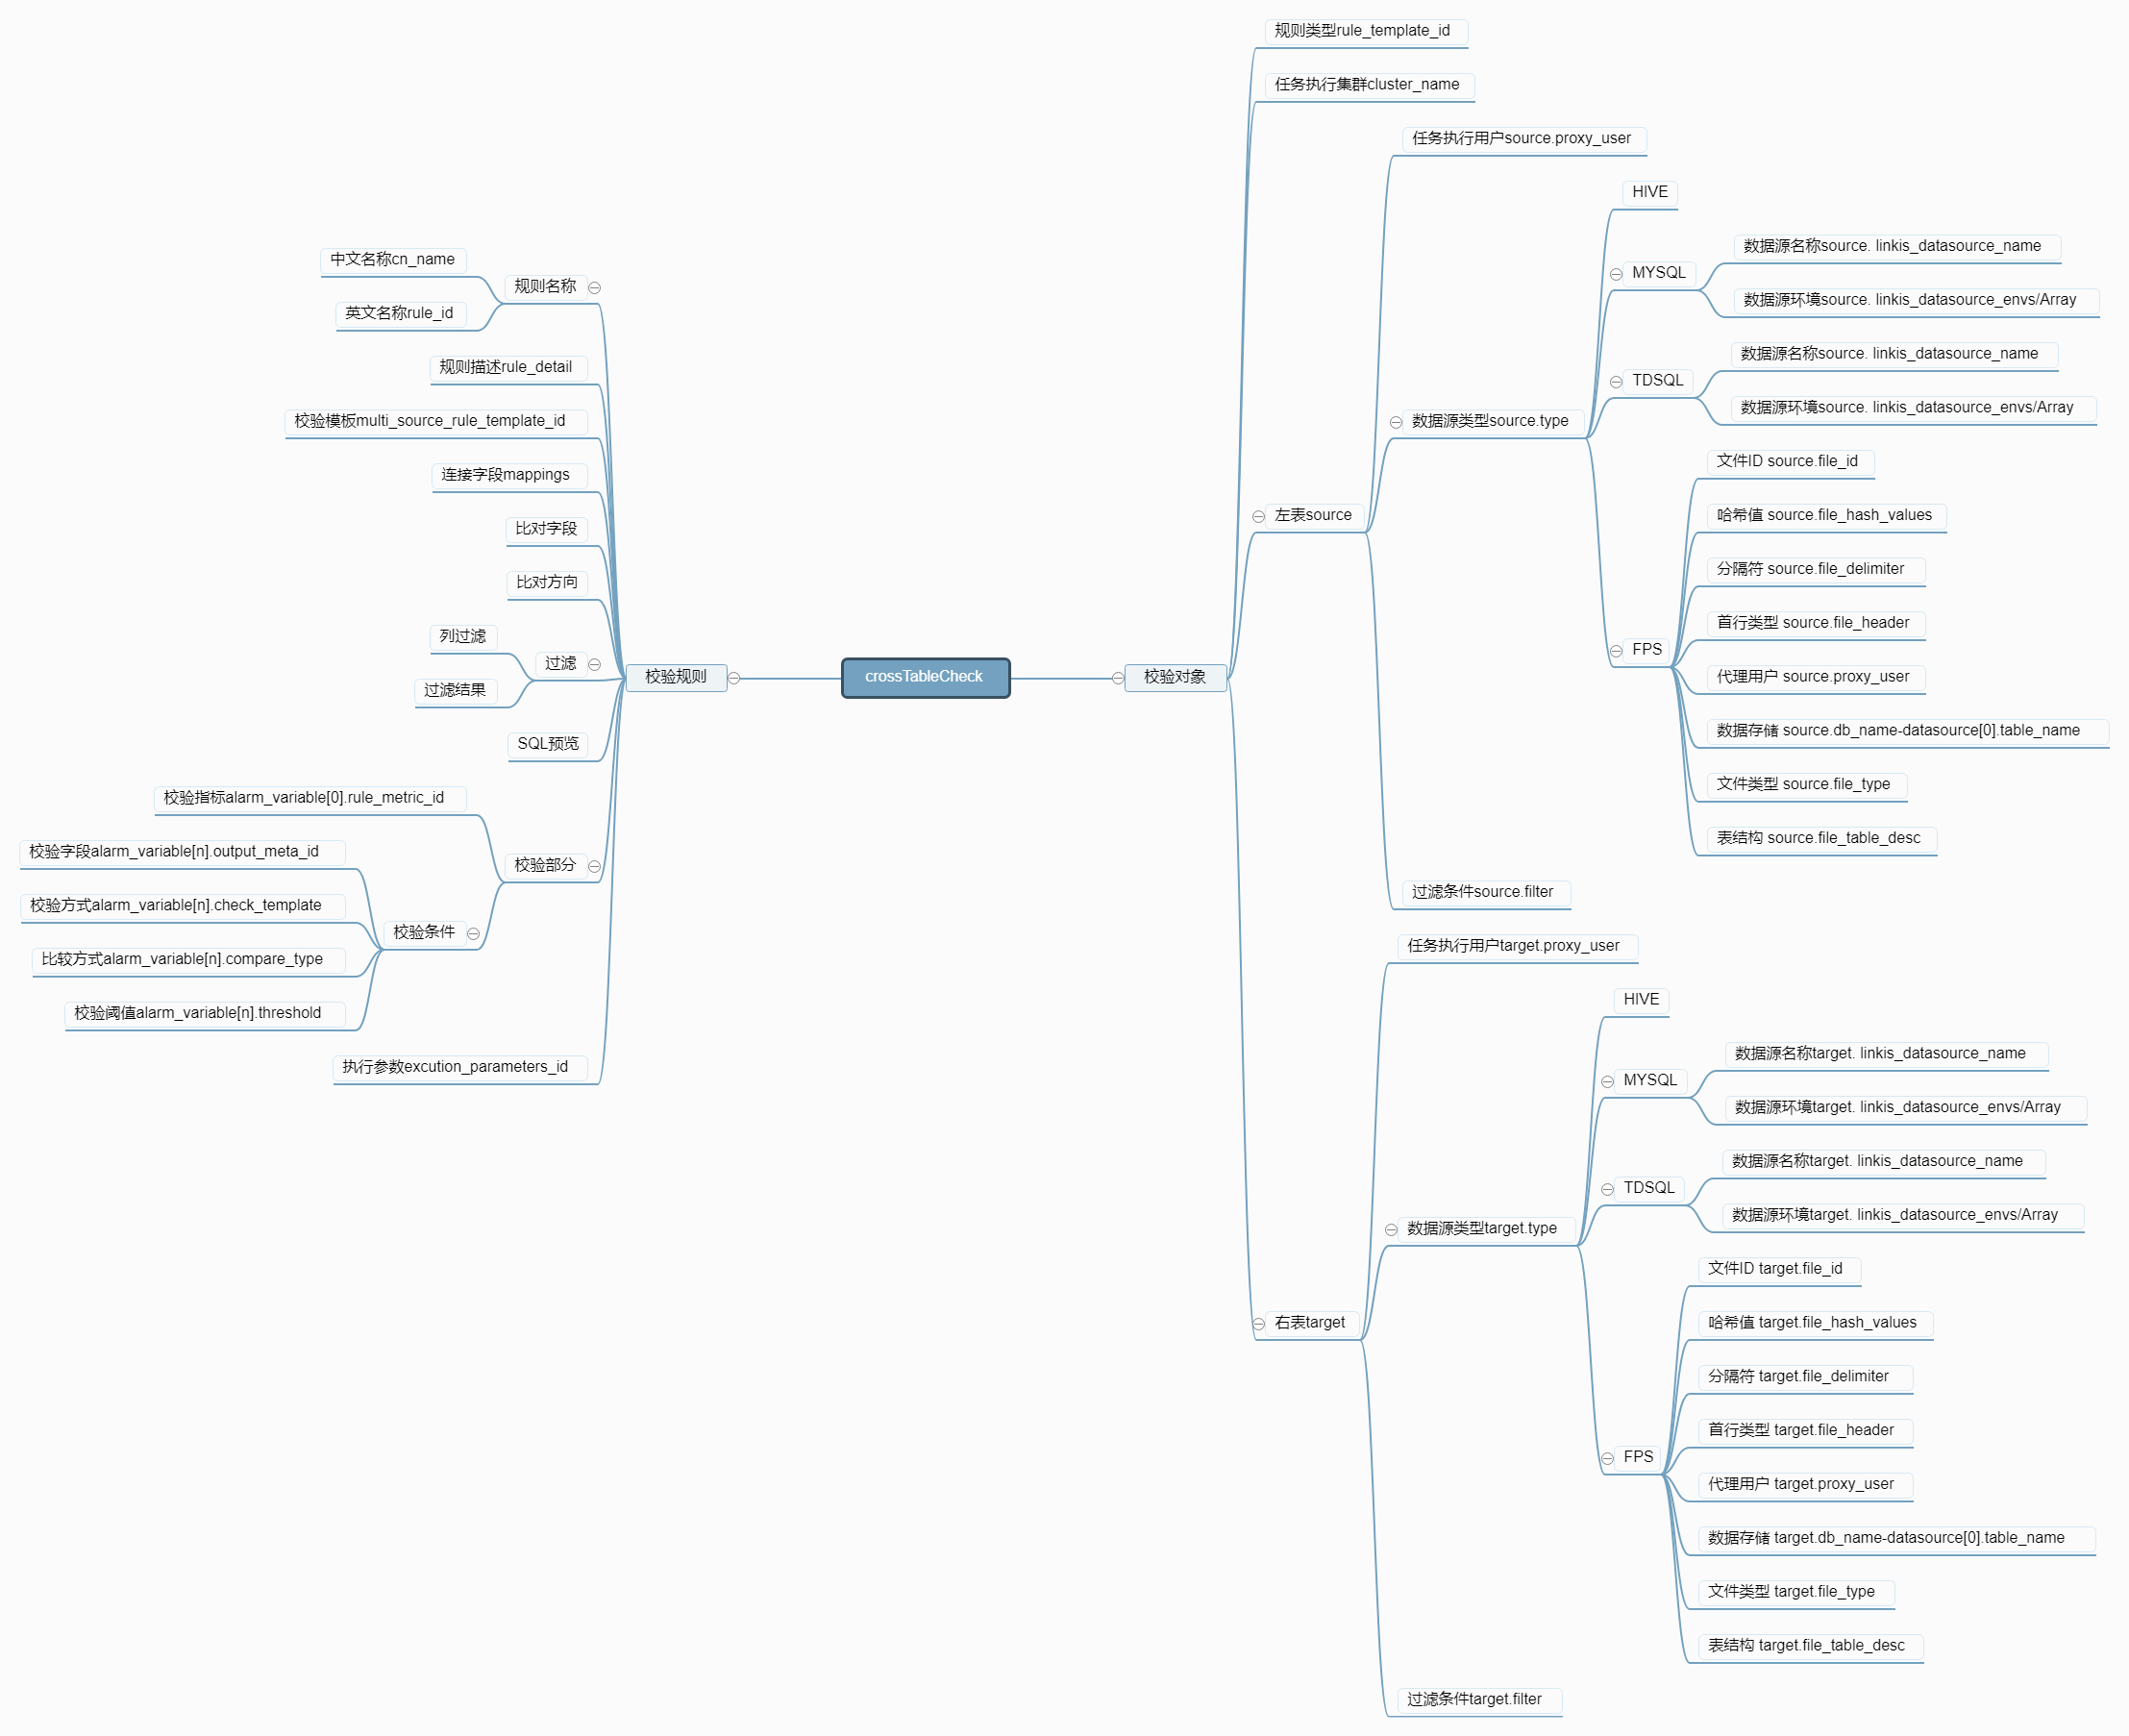 crossTableCheck
校验对象
规则类型rule_template_id
任务执行集群cluster_name
左表source
任务执行用户source.proxy_user
数据源类型source.type
HIVE
MYSQL
数据源名称source. linkis_datasource_name
数据源环境source. linkis_datasource_envs/Array
TDSQL
数据源名称source. linkis_datasource_name
数据源环境source. linkis_datasource_envs/Array
FPS
文件ID source.file_id
哈希值 source.file_hash_values
分隔符 source.file_delimiter
首行类型 source.file_header
代理用户 source.proxy_user
数据存储 source.db_name-datasource[0].table_name
文件类型 source.file_type
表结构 source.file_table_desc
过滤条件source.filter
右表target
任务执行用户target.proxy_user
数据源类型target.type
HIVE
MYSQL
数据源名称target. linkis_datasource_name
数据源环境target. linkis_datasource_envs/Array
TDSQL
数据源名称target. linkis_datasource_name
数据源环境target. linkis_datasource_envs/Array
FPS
文件ID target.file_id
哈希值 target.file_hash_values
分隔符 target.file_delimiter
首行类型 target.file_header
代理用户 target.proxy_user
数据存储 target.db_name-datasource[0].table_name
文件类型 target.file_type
表结构 target.file_table_desc
过滤条件target.filter
校验规则
规则名称
中文名称cn_name
英文名称rule_id
规则描述rule_detail
校验模板multi_source_rule_template_id
连接字段mappings
比对字段
比对方向
过滤
列过滤
过滤结果
SQL预览
校验部分
校验指标alarm_variable[0].rule_metric_id
校验条件
校验字段alarm_variable[n].output_meta_id
校验方式alarm_variable[n].check_template
比较方式alarm_variable[n].compare_type
校验阈值alarm_variable[n].threshold
执行参数excution_parameters_id